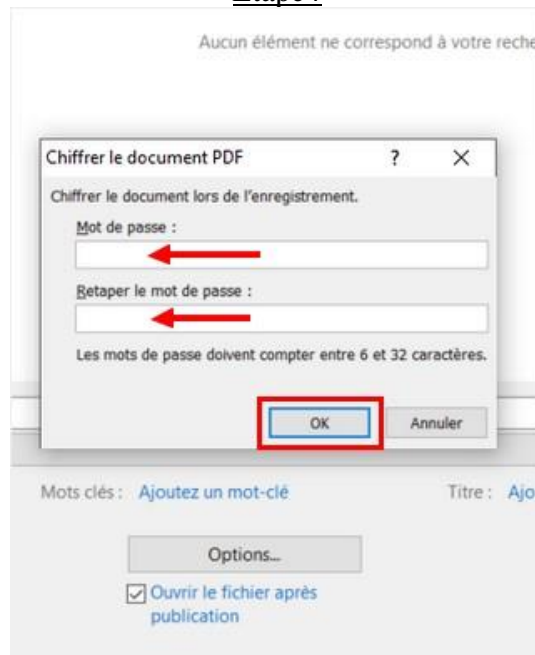 Aucun élément ne correspond à votre reche
Chiffrer le document PDF ? X
Chiffrer le document lors de l'enregistrement.
Mot de passe :
Retaper le mot de passe :
Les mots de passe doivent compter entre 6 et 32 caractères.
OK Annuler
Mots clés : Ajoutez un mot-clé Titre : Ajo
Options...
Ouvrir le fichier après
publication